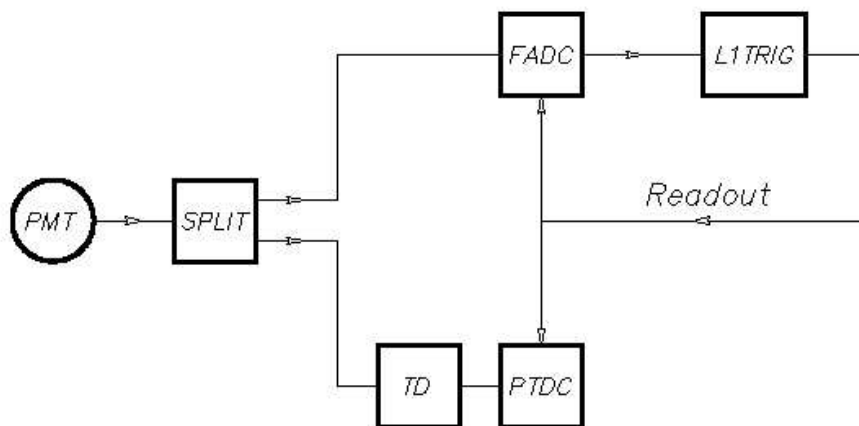 FADC
L1TRIG
PMT
SPLIT
Readout
TD
PTDC